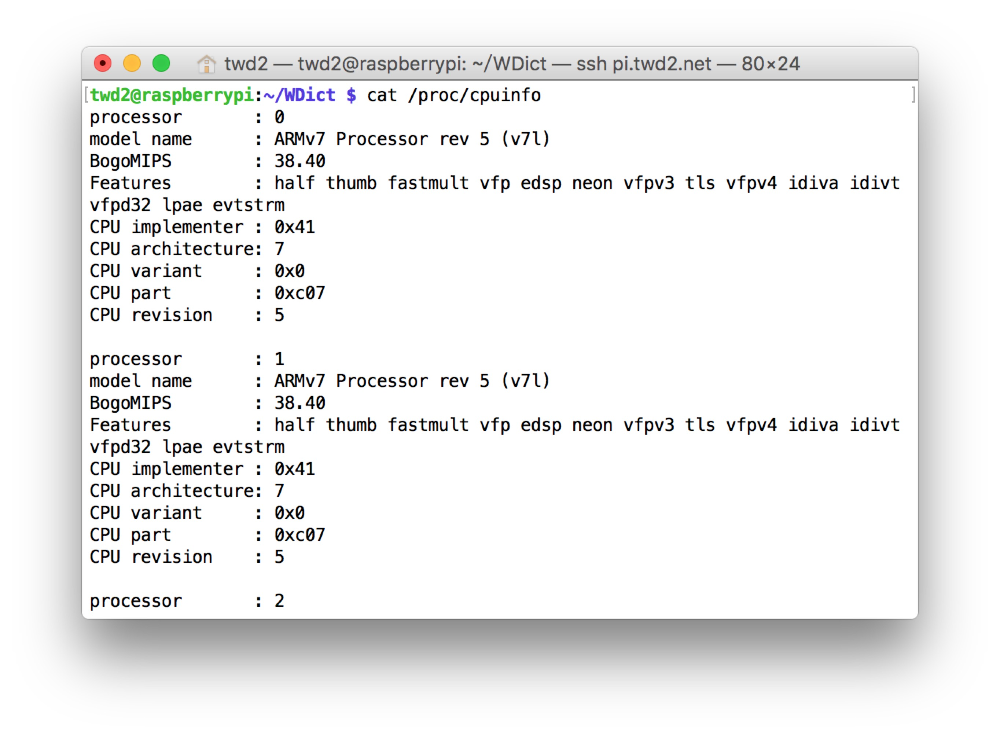 twd2 — twd2@raspberrypi: ~/WDict — ssh pi.twd2.net — 80×24
[twd2@raspberrypi:~/WDict $ cat /proc/cpuinfo ]
processor       : 0
model name      : ARMv7 Processor rev 5 (v7l)
BogoMIPS        : 38.40
Features        : half thumb fastmult vfp edsp neon vfpv3 tls vfpv4 idiva idivt
vfpd32 lpae evtstrm
CPU implementer : 0x41
CPU architecture: 7
CPU variant     : 0x0
CPU part        : 0xc07
CPU revision    : 5

processor       : 1
model name      : ARMv7 Processor rev 5 (v7l)
BogoMIPS        : 38.40
Features        : half thumb fastmult vfp edsp neon vfpv3 tls vfpv4 idiva idivt
vfpd32 lpae evtstrm
CPU implementer : 0x41
CPU architecture: 7
CPU variant     : 0x0
CPU part        : 0xc07
CPU revision    : 5

processor       : 2